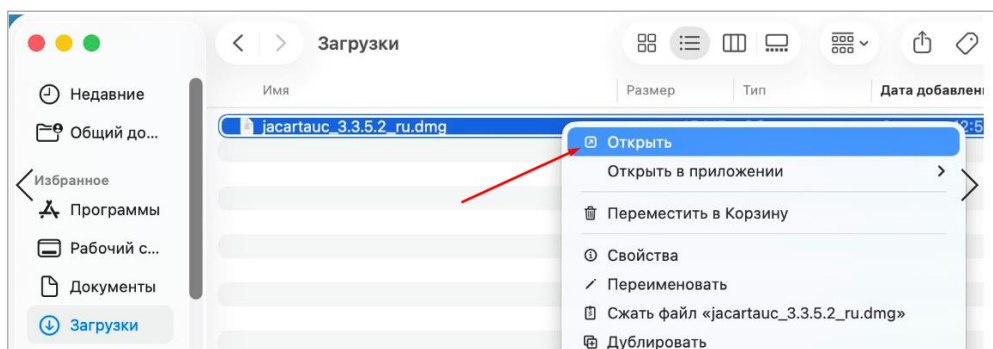 Загрузки
Недавние
Общий до...
Избранное
Программы
Рабочий с...
Документы
Загрузки
Имя
Размер
Тип
Дата добавлени
jacartauc_3.3.5.2_ru.dmg
Открыть
Открыть в приложении
Переместить в Корзину
Свойства
Переименовать
Сжать файл «jacartauc_3.3.5.2_ru.dmg»
Дублировать